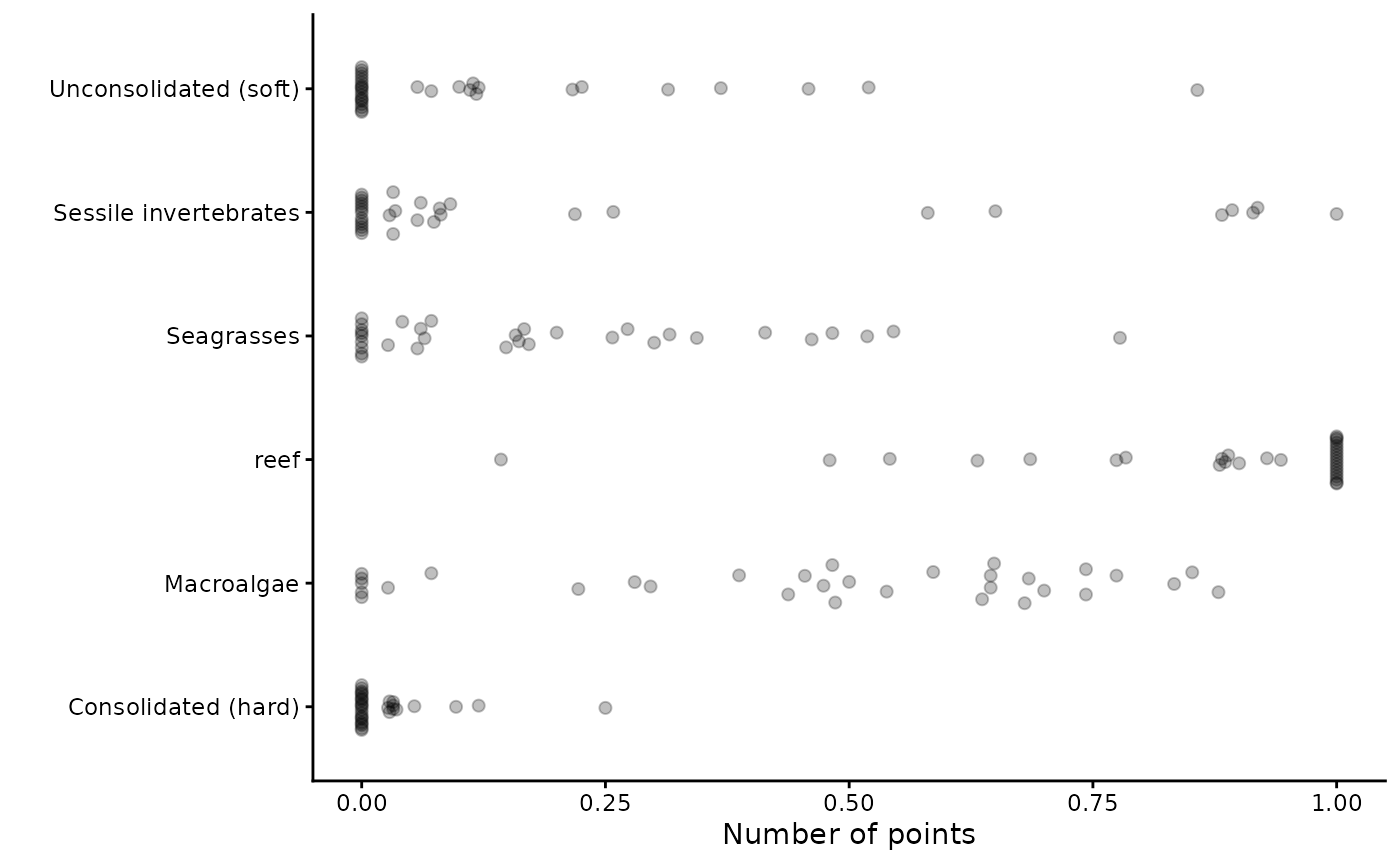 Unconsolidated (soft)
Sessile invertebrates
Seagrasses
reef
Macroalgae
Consolidated (hard)
0.00 0.25 0.50 0.75 1.00
Number of points